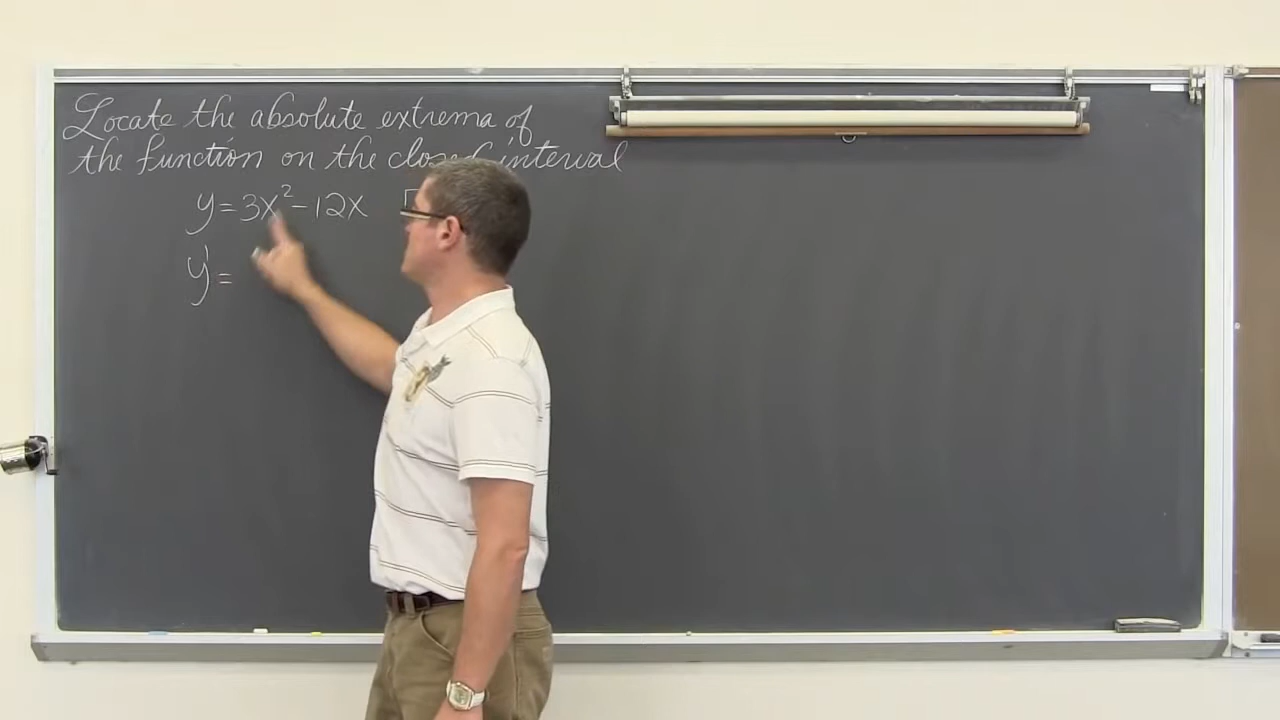 Locate the absolute extrema of
the function on the closed interval
y = 3x² - 12x [
y' =